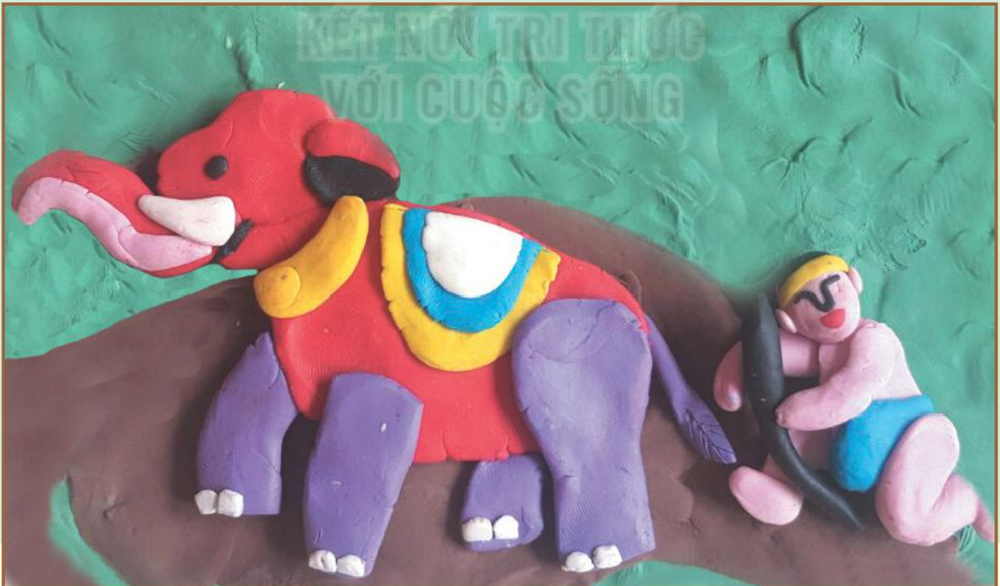 KẾT NỐI TRI THỨC
VỚI CUỘC SỐNG